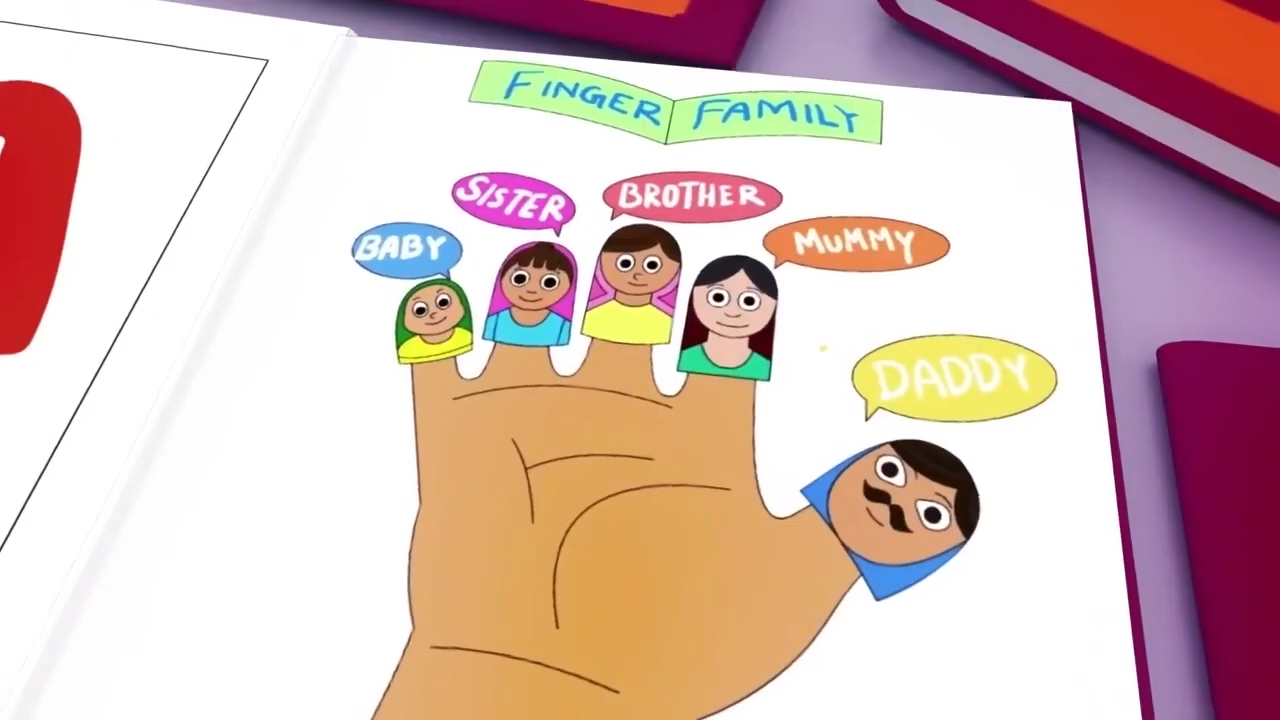 FINGER FAMILY
SISTER
BROTHER
BABY
MUMMY
DADDY